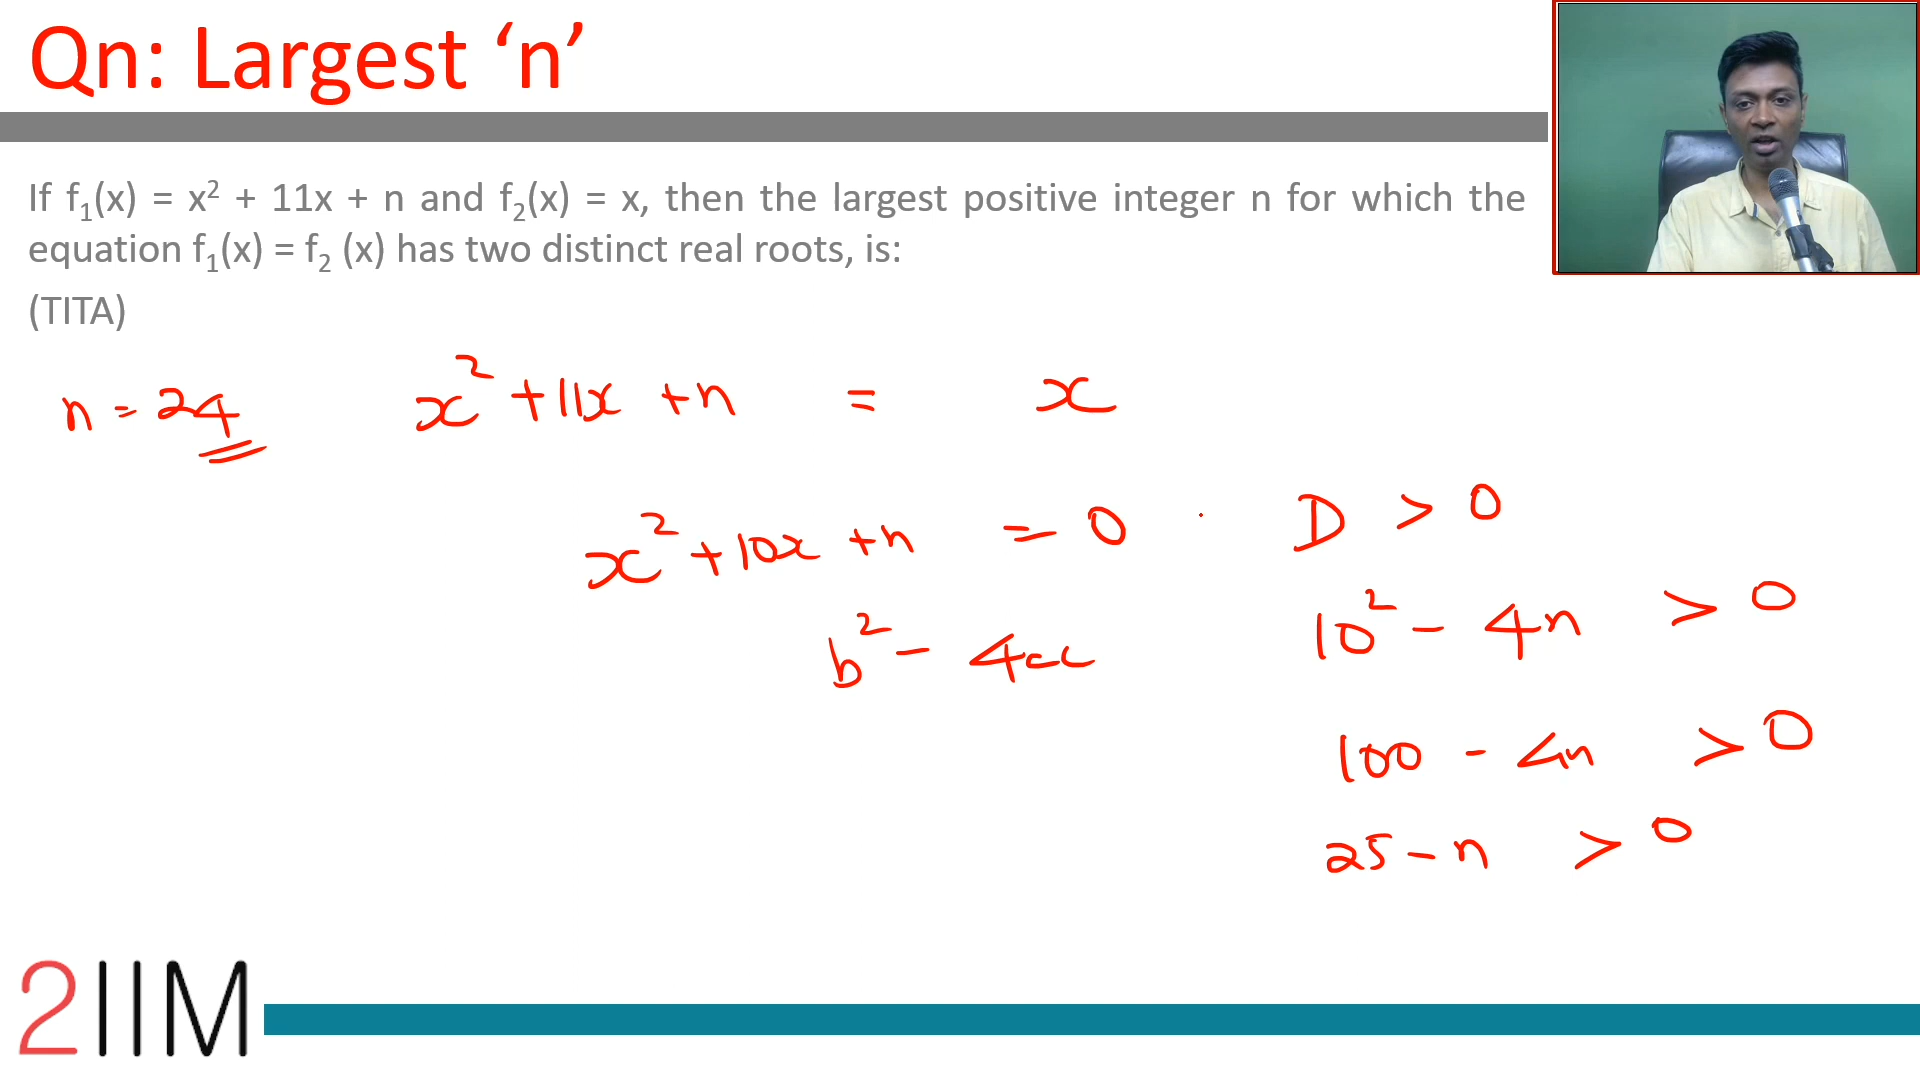 Qn: Largest ‘n’
If f₁(x) = x² + 11x + n and f₂(x) = x, then the largest positive integer n for which the
equation f₁(x) = f₂ (x) has two distinct real roots, is:
(TITA)
n = 24
x² + 11x + n = x
x² + 10x + n = 0
D > 0
b² - 4ac
10² - 4n > 0
100 - 4n > 0
25 - n > 0
2IIM